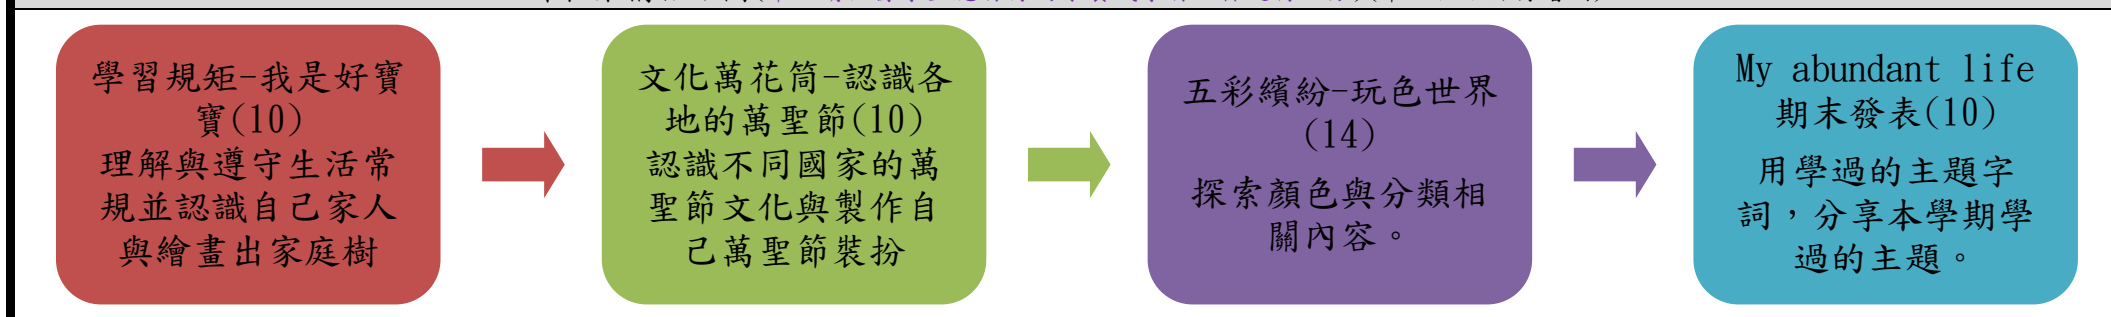 學習規矩-我是好寶
寶(10)
理解與遵守生活常
規並認識自己家人
與繪畫出家庭樹
文化萬花筒-認識各
地的萬聖節(10)
認識不同國家的萬
聖節文化與製作自
己萬聖節裝扮
五彩繽紛-玩色世界
(14)
探索顏色與分類相
關內容。
My abundant life
期末發表(10)
用學過的主題字
詞，分享本學期學
過的主題。